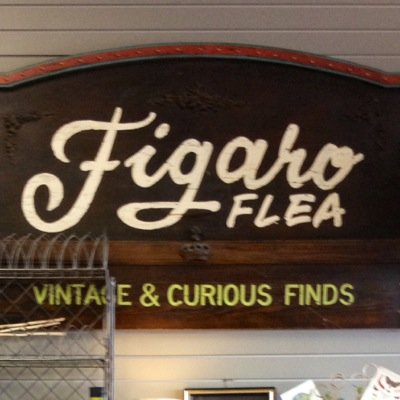 Figaro
FLEA
VINTAGE & CURIOUS FINDS